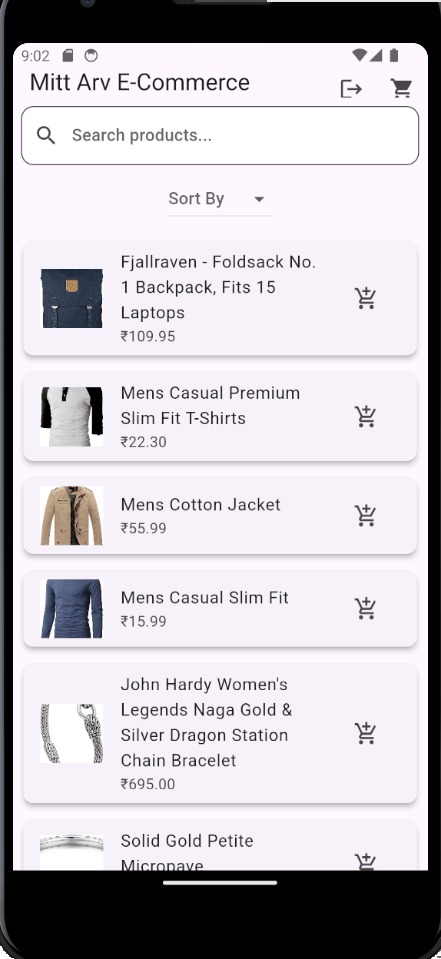 9:02
Mitt Arv E-Commerce
Search products...
Sort By
Fjallraven - Foldsack No.
1 Backpack, Fits 15
Laptops
₹109.95
Mens Casual Premium
Slim Fit T-Shirts
₹22.30
Mens Cotton Jacket
₹55.99
Mens Casual Slim Fit
₹15.99
John Hardy Women's
Legends Naga Gold &
Silver Dragon Station
Chain Bracelet
₹695.00
Solid Gold Petite
Micropave